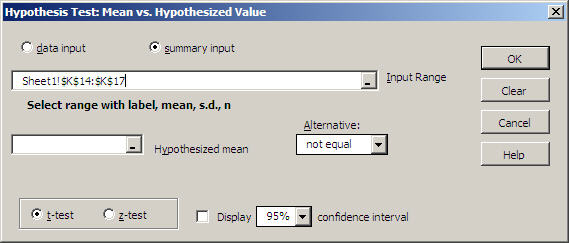 Hypothesis Test: Mean vs. Hypothesized Value
data input summary input
OK
Sheet1!$K$14:$K$17 _ Input Range
Clear
Select range with label, mean, s.d., n
Alternative:
Cancel
_ Hypothesized mean not equal
Help
t-test z-test Display 95% confidence interval